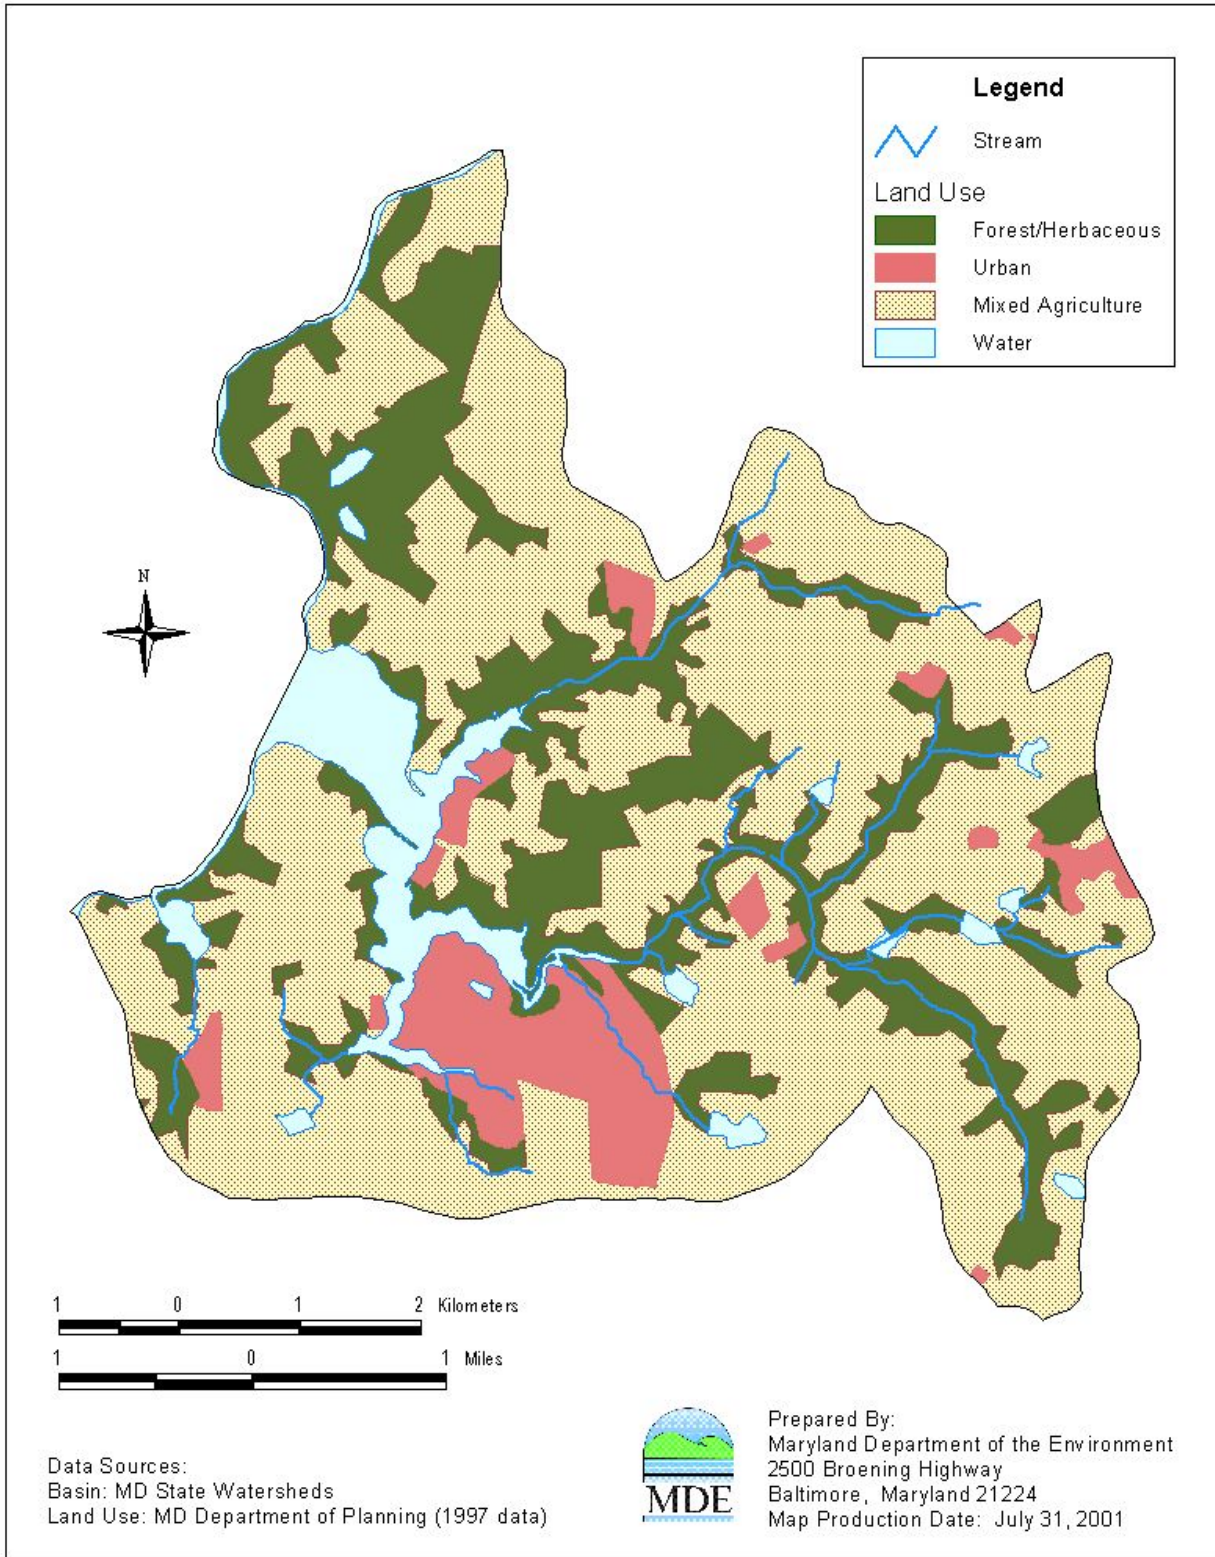 Legend
Stream
Land Use
Forest/Herbaceous
Urban
Mixed Agriculture
Water
N
1 0 1 2 Kilometers
1 0 1 Miles
Data Sources:
Basin: MD State Watersheds
Land Use: MD Department of Planning (1997 data)
MDE
Prepared By:
Maryland Department of the Environment
2500 Broening Highway
Baltimore, Maryland 21224
Map Production Date: July 31, 2001